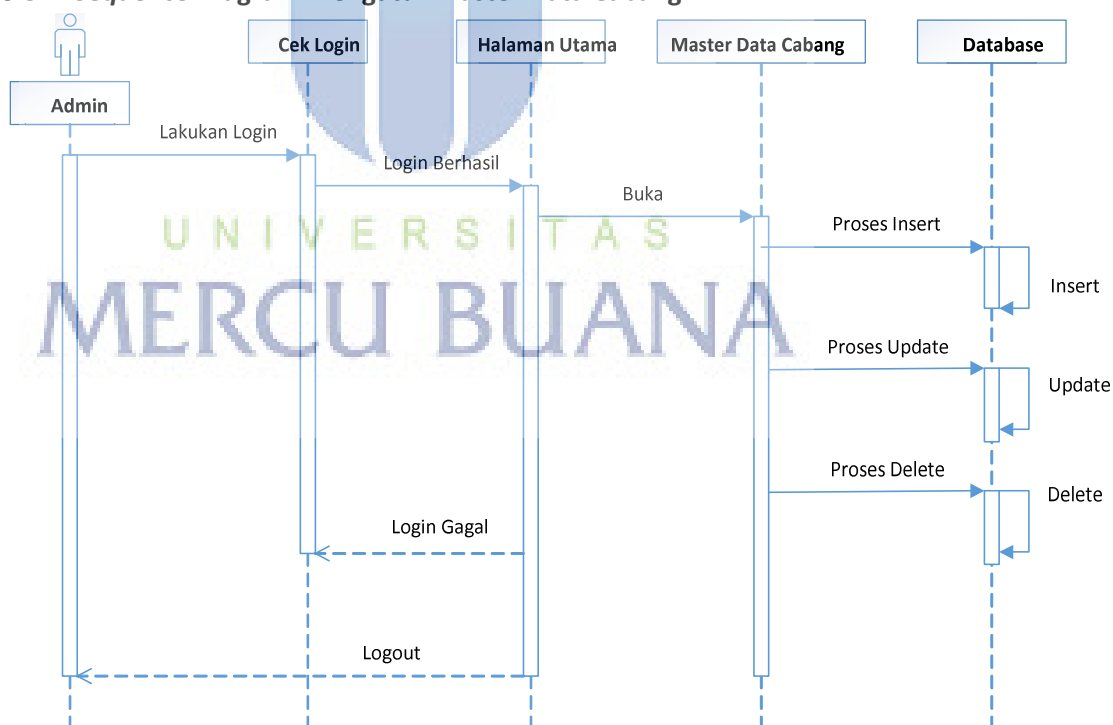 Cek Login
Halaman Utama
Master Data Cabang
Database
Admin
Lakukan Login
Login Berhasil
Buka
Proses Insert
UNIVERSITAS
Insert
MERCU BUANA
Proses Update
Update
Proses Delete
Delete
Login Gagal
Logout